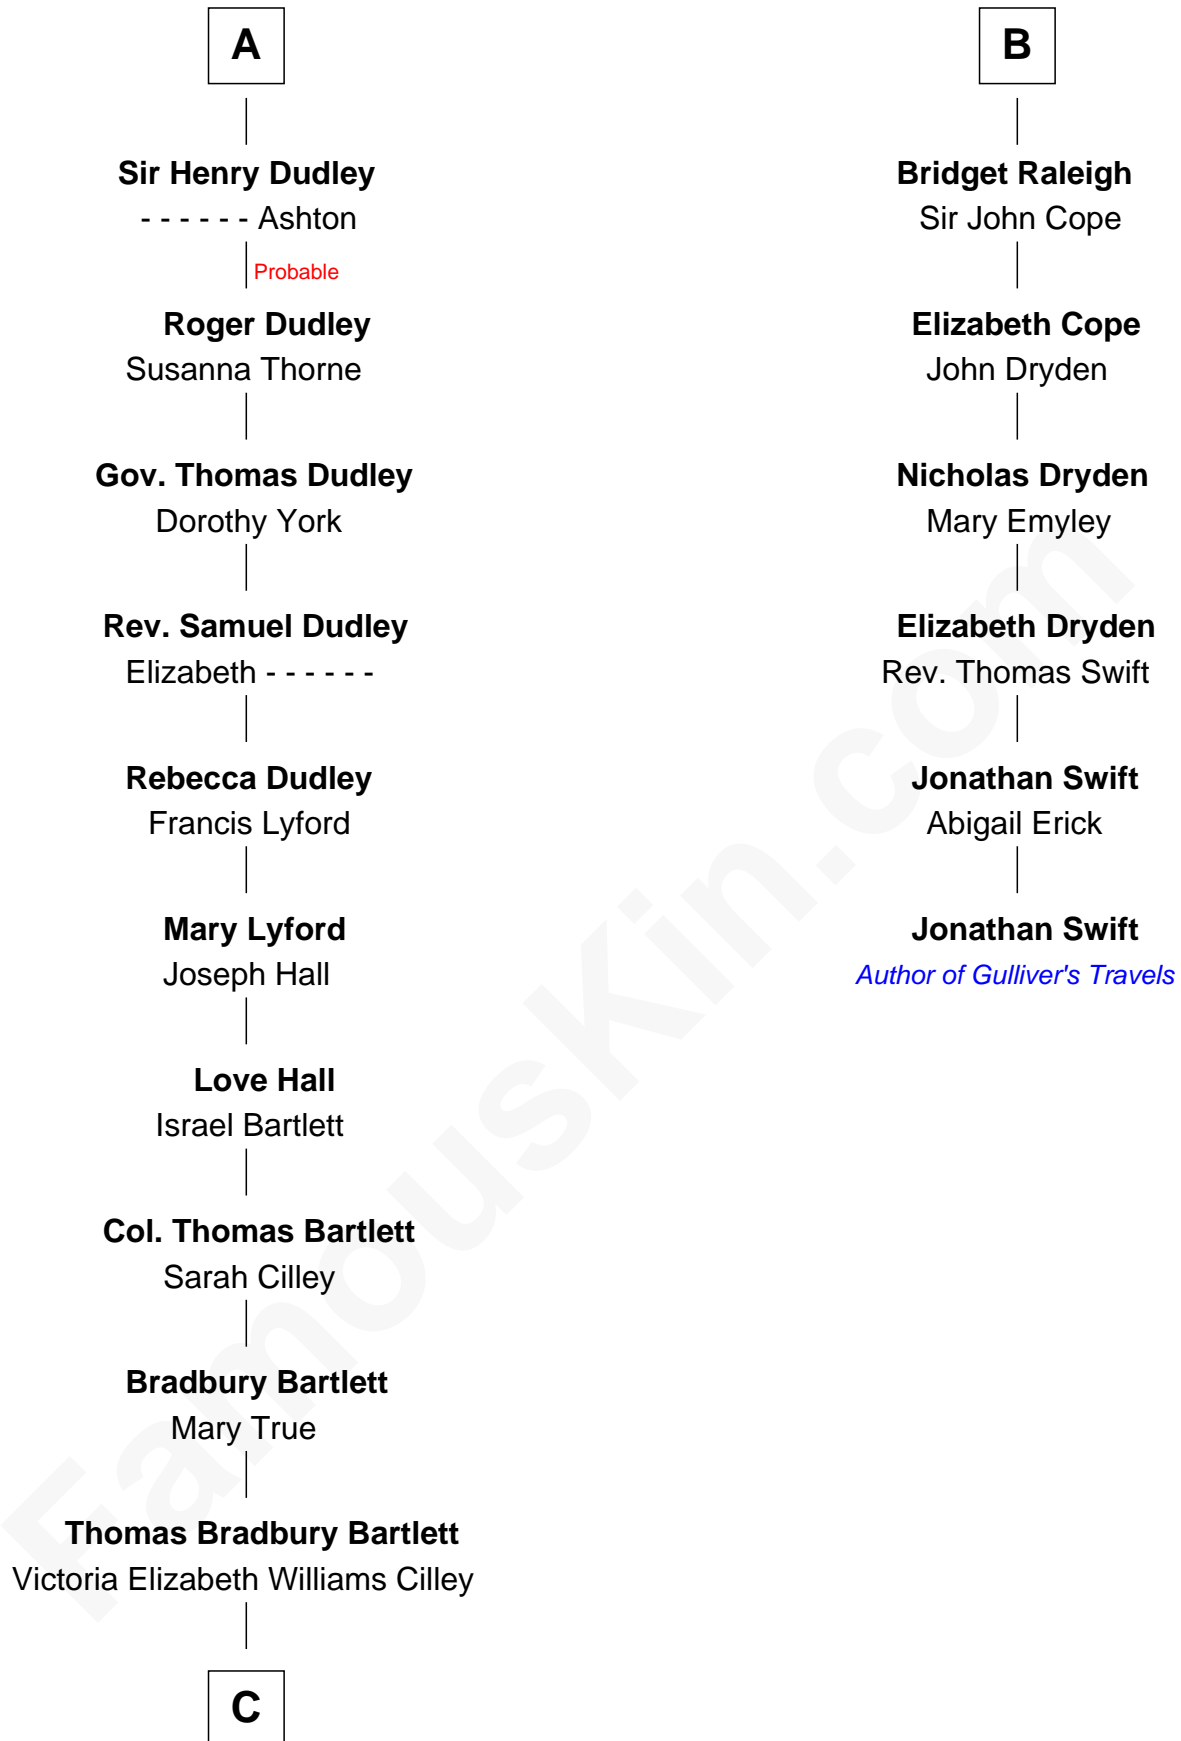 A
Sir Henry Dudley
- - - - - - Ashton
Probable
Roger Dudley
Susanna Thorne
Gov. Thomas Dudley
Dorothy York
Rev. Samuel Dudley
Elizabeth - - - - - -
Rebecca Dudley
Francis Lyford
Mary Lyford
Joseph Hall
Love Hall
Israel Bartlett
Col. Thomas Bartlett
Sarah Cilley
Bradbury Bartlett
Mary True
Thomas Bradbury Bartlett
Victoria Elizabeth Williams Cilley
C
B
Bridget Raleigh
Sir John Cope
Elizabeth Cope
John Dryden
Nicholas Dryden
Mary Emyley
Elizabeth Dryden
Rev. Thomas Swift
Jonathan Swift
Abigail Erick
Jonathan Swift
Author of Gulliver's Travels
FamousKin.com